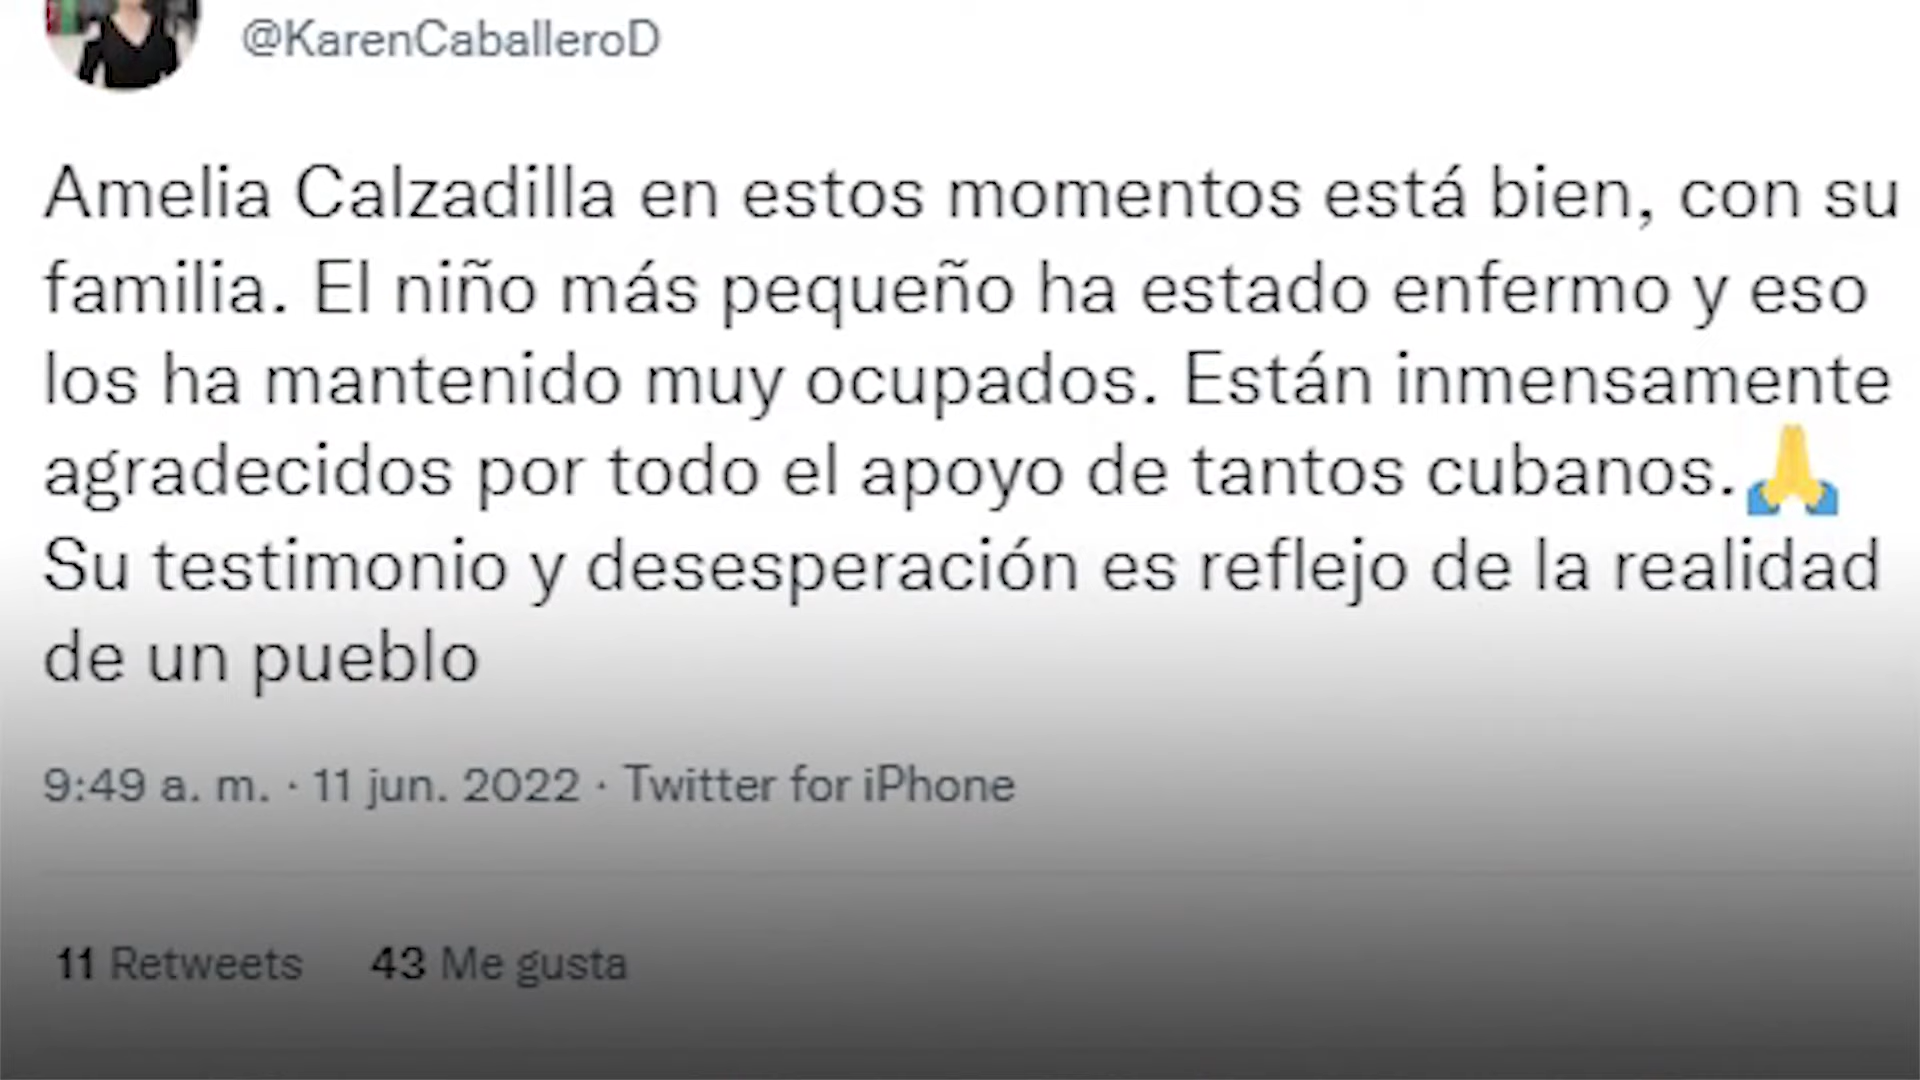 @KarenCaballeroD
Amelia Calzadilla en estos momentos está bien, con su
familia. El niño más pequeño ha estado enfermo y eso
los ha mantenido muy ocupados. Están inmensamente
agradecidos por todo el apoyo de tantos cubanos.🙏
Su testimonio y desesperación es reflejo de la realidad
de un pueblo
9:49 a. m. · 11 jun. 2022 · Twitter for iPhone
11 Retweets 43 Me gusta